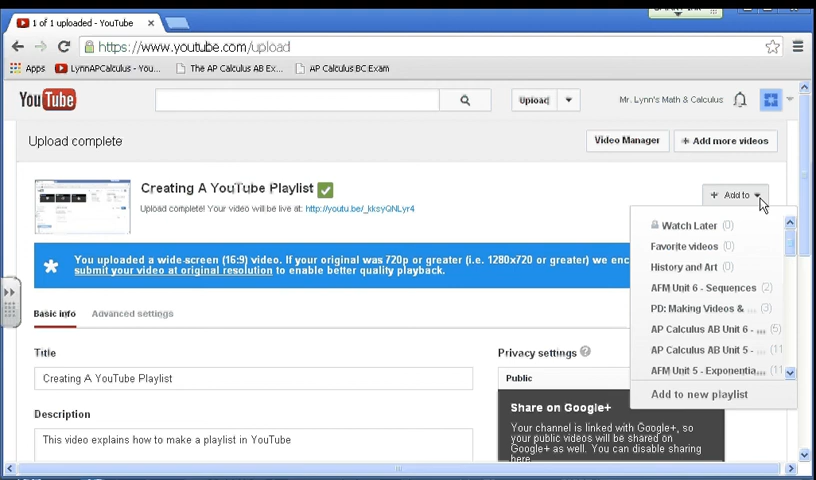 1 of 1 uploaded - YouTube
https://www.youtube.com/upload
Apps LynnAPCalculus - You... The AP Calculus AB Ex... AP Calculus BC Exam
YouTube Upload Mr. Lynn's Math & Calculus
Upload complete Video Manager + Add more videos
Creating A YouTube Playlist
Upload complete! Your video will be live at: http://youtu.be/_kksyQNLyr4
+ Add to
Watch Later (0)
Favorite videos (0)
History and Art (0)
AFM Unit 6 - Sequences (2)
PD: Making Videos & ... (3)
AP Calculus AB Unit 6 - ... (5)
AP Calculus AB Unit 5 - ... (11
AFM Unit 5 - Exponentia... (11
Add to new playlist
You uploaded a wide-screen (16:9) video. If your original was 720p or greater (i.e. 1280x720 or greater) we enc
submit your video at original resolution to enable better quality playback.
Basic info Advanced settings
Title
Creating A YouTube Playlist
Description
This video explains how to make a playlist in YouTube
Privacy settings
Public
Share on Google+
Your channel is linked with Google+, so
your public videos will be shared on
Google+ as well. You can disable sharing
here.